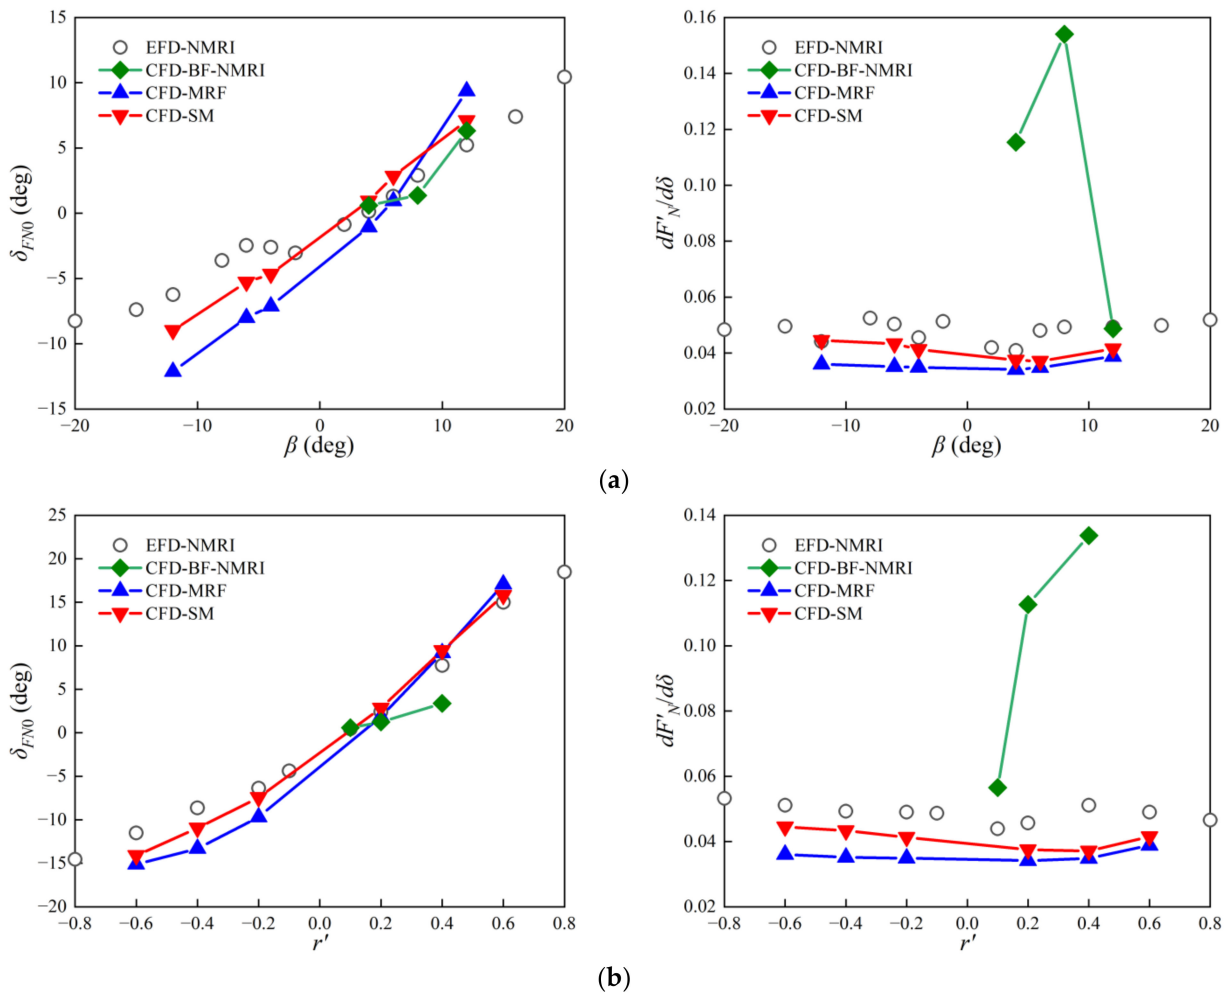 15
10
5
0
−5
−10
−15
δFN0 (deg)
EFD-NMRI
CFD-BF-NMRI
CFD-MRF
CFD-SM
−20
−10
0
10
20
β (deg)
0.16
0.14
0.12
0.10
0.08
0.06
0.04
0.02
dF'N/dδ
EFD-NMRI
CFD-BF-NMRI
CFD-MRF
CFD-SM
−20
−10
0
10
20
β (deg)
(a)
25
20
15
10
5
0
−5
−10
−15
−20
δFN0 (deg)
EFD-NMRI
CFD-BF-NMRI
CFD-MRF
CFD-SM
−0.8
−0.6
−0.4
−0.2
0.0
0.2
0.4
0.6
0.8
r'
0.14
0.12
0.10
0.08
0.06
0.04
0.02
dF'N/dδ
EFD-NMRI
CFD-BF-NMRI
CFD-MRF
CFD-SM
−0.8
−0.6
−0.4
−0.2
0.0
0.2
0.4
0.6
0.8
r'
(b)